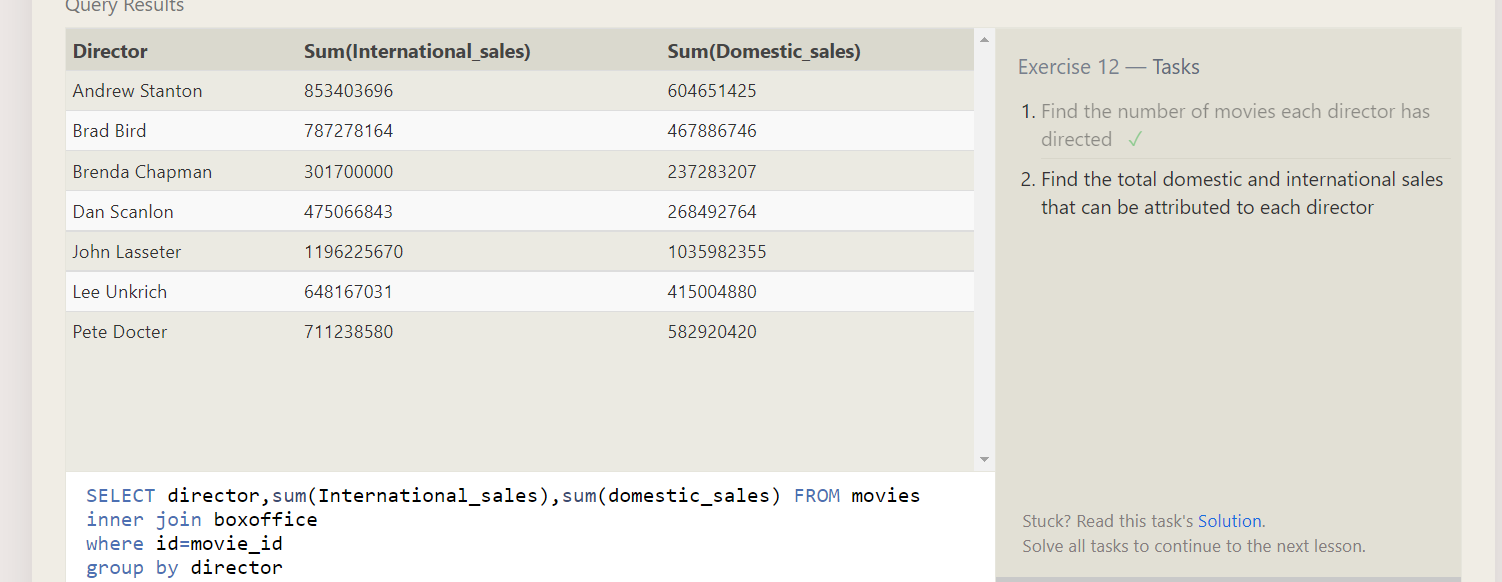 Query Results
Director Sum(International_sales) Sum(Domestic_sales)
Andrew Stanton 853403696 604651425
Brad Bird 787278164 467886746
Brenda Chapman 301700000 237283207
Dan Scanlon 475066843 268492764
John Lasseter 1196225670 1035982355
Lee Unkrich 648167031 415004880
Pete Docter 711238580 582920420
SELECT director,sum(International_sales),sum(domestic_sales) FROM movies
inner join boxoffice
where id=movie_id
group by director
Exercise 12 — Tasks
1. Find the number of movies each director has
directed ✓
2. Find the total domestic and international sales
that can be attributed to each director
Stuck? Read this task's Solution.
Solve all tasks to continue to the next lesson.